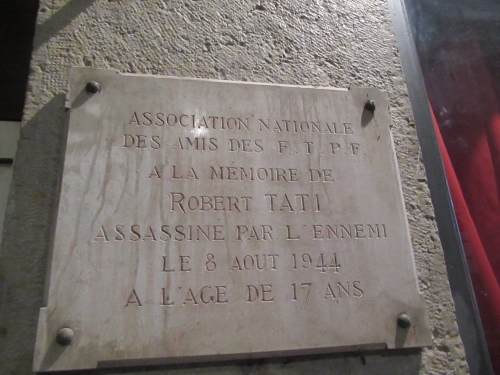 ASSOCIATION NATIONALE
DES AMIS DES F.T.P.F.
A LA MÉMOIRE DE
ROBERT TATI
ASSASSINE PAR L'ENNEMI
LE 8 AOUT 1944
A L'AGE DE 17 ANS